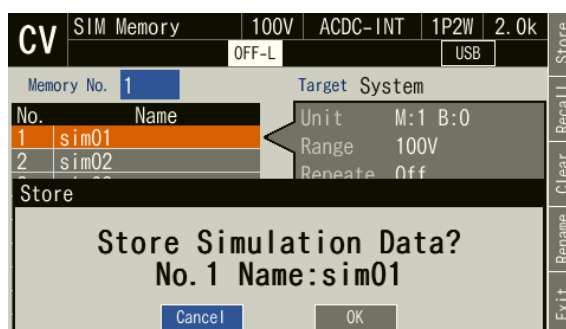 CV SIM Memory 100V ACDC-INT 1P2W 2.0k
OFF-L USB
Memory No. 1 Target System
No. Name
1 sim01
2 sim02
Unit M:1 B:0
Range 100V
Repeate Off
Store
Store Simulation Data?
No.1 Name:sim01
Cancel OK
Store
Recall
Clear
Rename
Exit